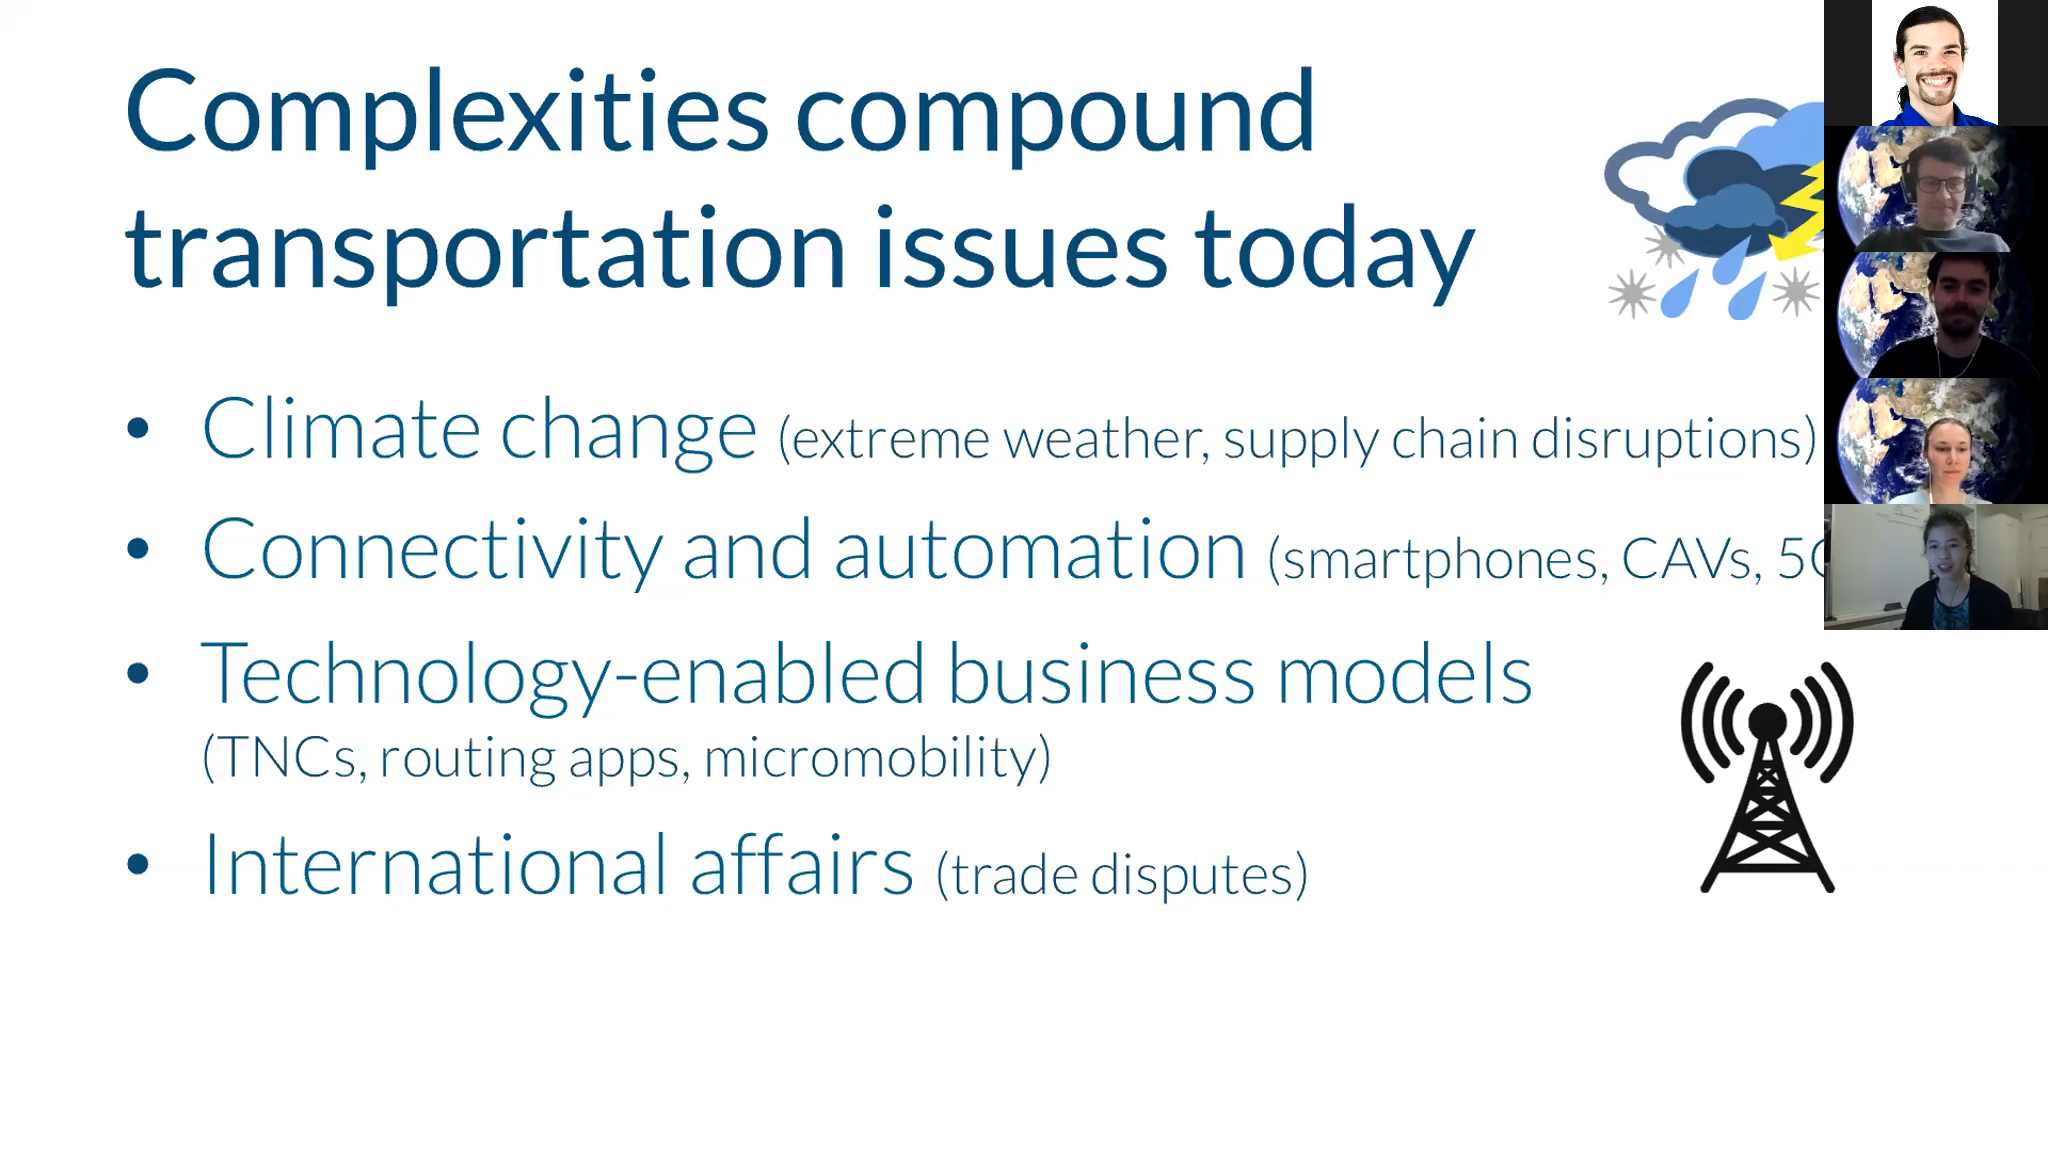 Complexities compound
transportation issues today
• Climate change (extreme weather, supply chain disruptions)
• Connectivity and automation (smartphones, CAVs,
• Technology-enabled business models
(TNCs, routing apps, micromobility)
• International affairs (trade disputes)